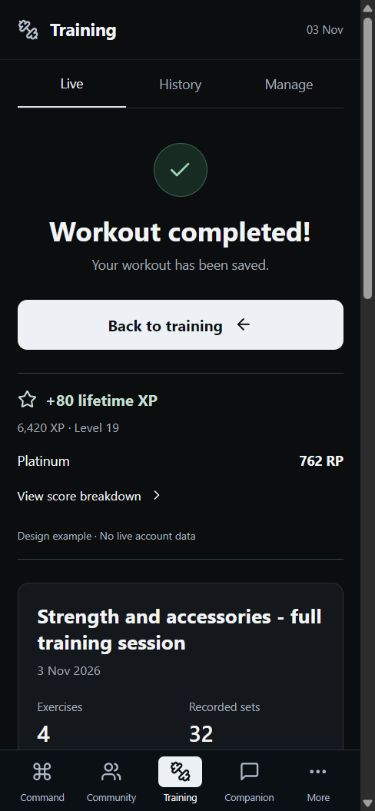 Training
03 Nov
Live
History
Manage
Workout completed!
Your workout has been saved.
Back to training
+80 lifetime XP
6,420 XP · Level 19
Platinum
762 RP
View score breakdown
Design example · No live account data
Strength and accessories - full
training session
3 Nov 2026
Exercises
Recorded sets
4
32
Command
Community
Training
Companion
More